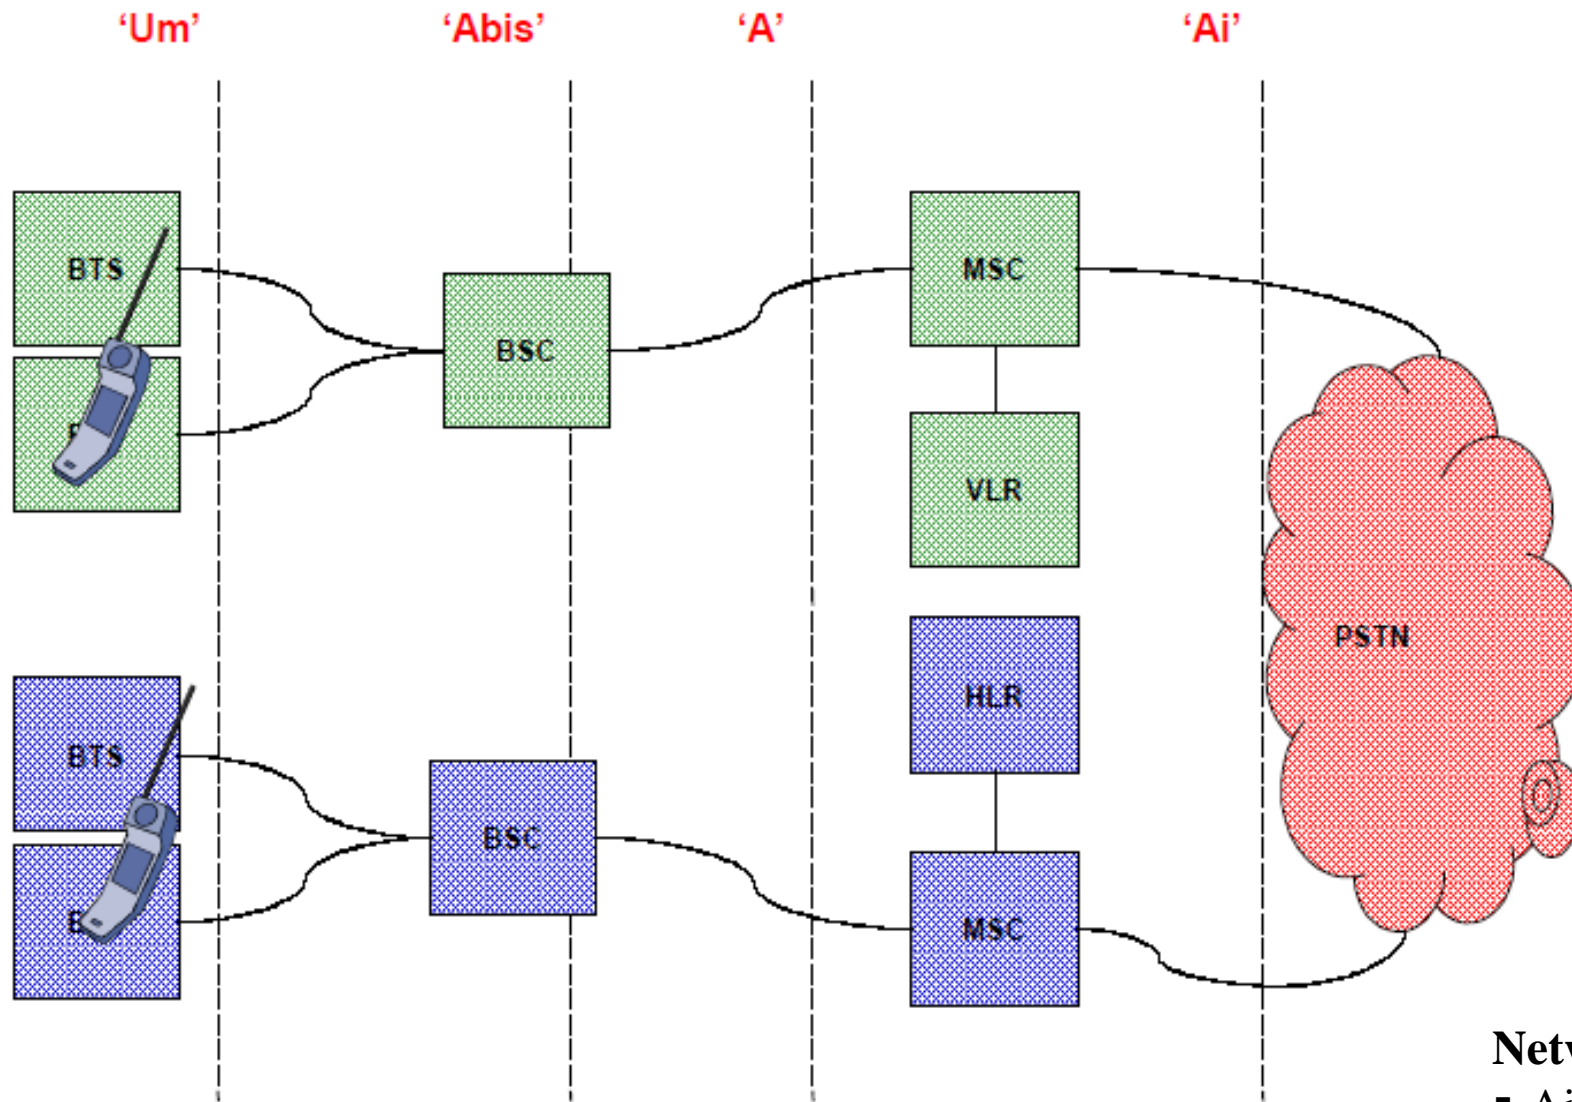 ‘Um’ ‘Abis’ ‘A’ ‘Ai’
BTS
MSC
BSC
VLR
PSTN
HLR
BTS
BSC
MSC